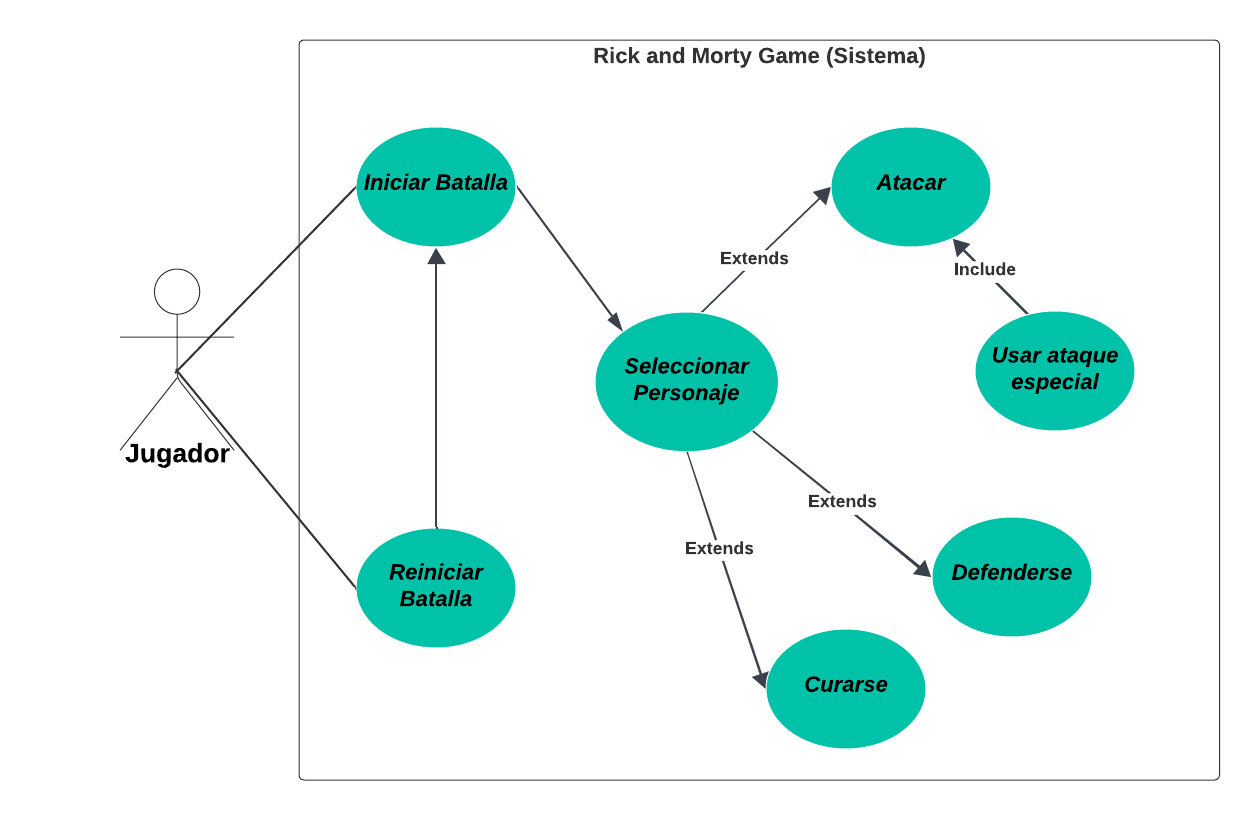 Rick and Morty Game (Sistema)
Iniciar Batalla
Atacar
Extends
Include
Seleccionar
Personaje
Usar ataque
especial
Jugador
Extends
Extends
Reiniciar
Batalla
Defenderse
Curarse